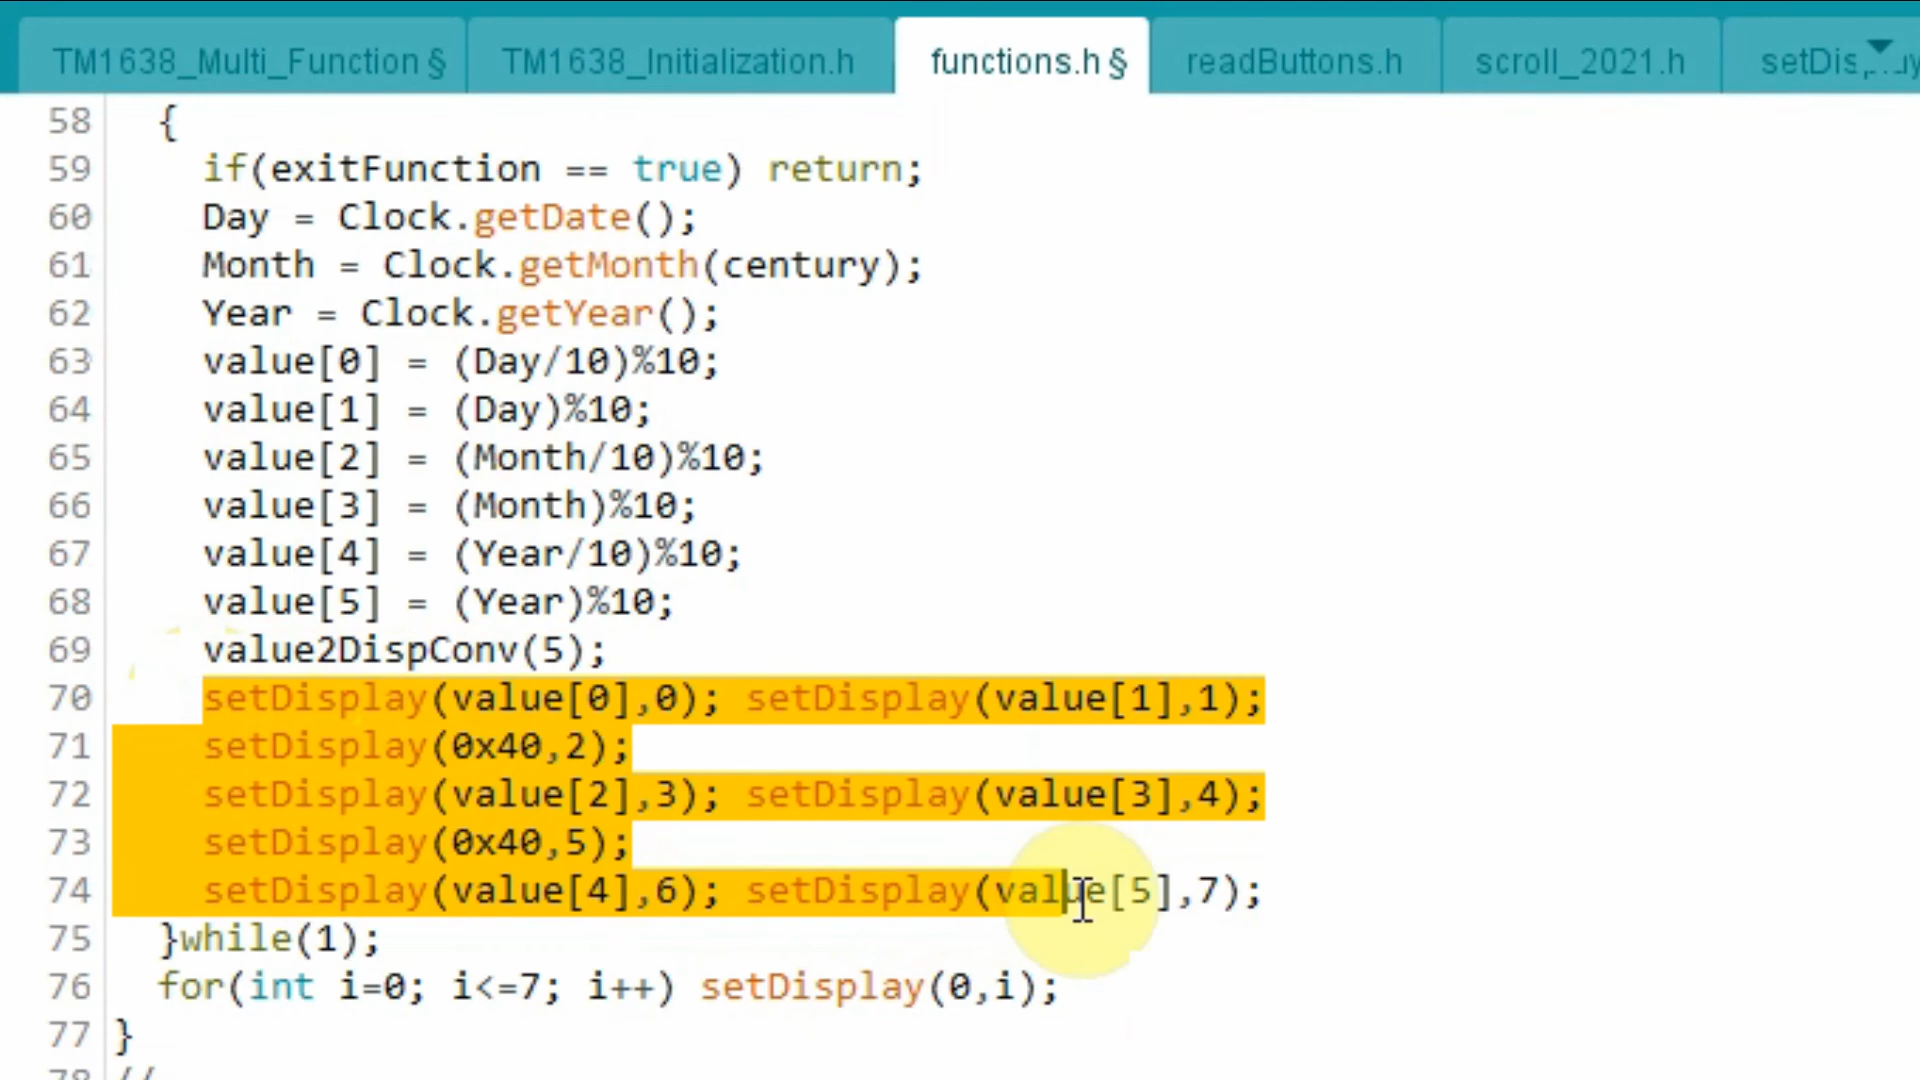 TM1638_Multi_Function § TM1638_Initialization.h functions.h § readButtons.h scroll_2021.h
58 {
59 if(exitFunction == true) return;
60 Day = Clock.getDate();
61 Month = Clock.getMonth(century);
62 Year = Clock.getYear();
63 value[0] = (Day/10)%10;
64 value[1] = (Day)%10;
65 value[2] = (Month/10)%10;
66 value[3] = (Month)%10;
67 value[4] = (Year/10)%10;
68 value[5] = (Year)%10;
69 value2DispConv(5);
70 setDisplay(value[0],0); setDisplay(value[1],1);
71 setDisplay(0x40,2);
72 setDisplay(value[2],3); setDisplay(value[3],4);
73 setDisplay(0x40,5);
74 setDisplay(value[4],6); setDisplay(value[5],7);
75 }while(1);
76 for(int i=0; i<=7; i++) setDisplay(0,i);
77 }
78 //